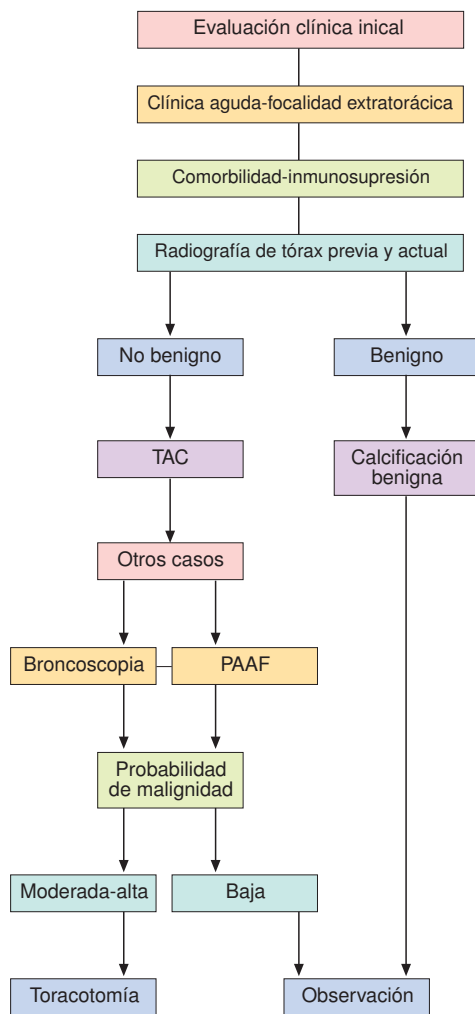 Evaluación clínica inical
Clínica aguda-focalidad extratorácica
Comorbilidad-inmunosupresión
Radiografía de tórax previa y actual
No benigno
Benigno
TAC
Calcificación
benigna
Otros casos
Broncoscopia
PAAF
Probabilidad
de malignidad
Moderada-alta
Baja
Toracotomía
Observación